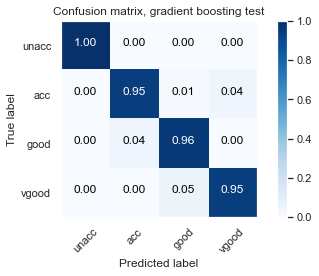 Confusion matrix, gradient boosting test
unacc 1.00 0.00 0.00 0.00
acc 0.00 0.95 0.01 0.04
good 0.00 0.04 0.96 0.00
vgood 0.00 0.00 0.05 0.95
unacc acc good vgood
True label
Predicted label
1.0
0.8
0.6
0.4
0.2
0.0